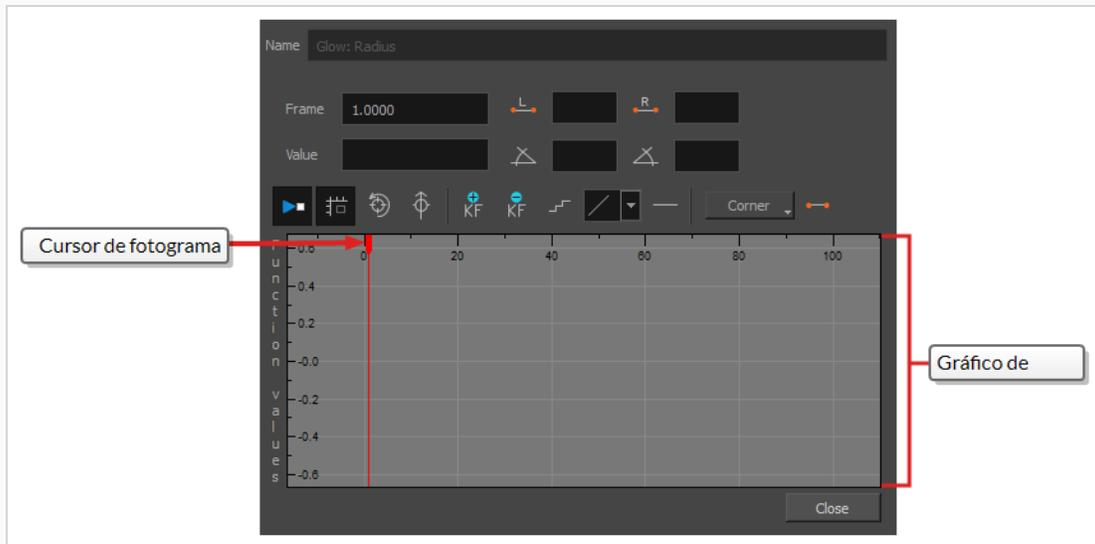 Name Glow: Radius
Frame 1.0000 L R
Value
KF KF Corner
Cursor de fotograma
Function values
0 20 40 60 80 100
-0.6
-0.4
-0.2
-0.0
-0.2
-0.4
-0.6
Gráfico de
Close